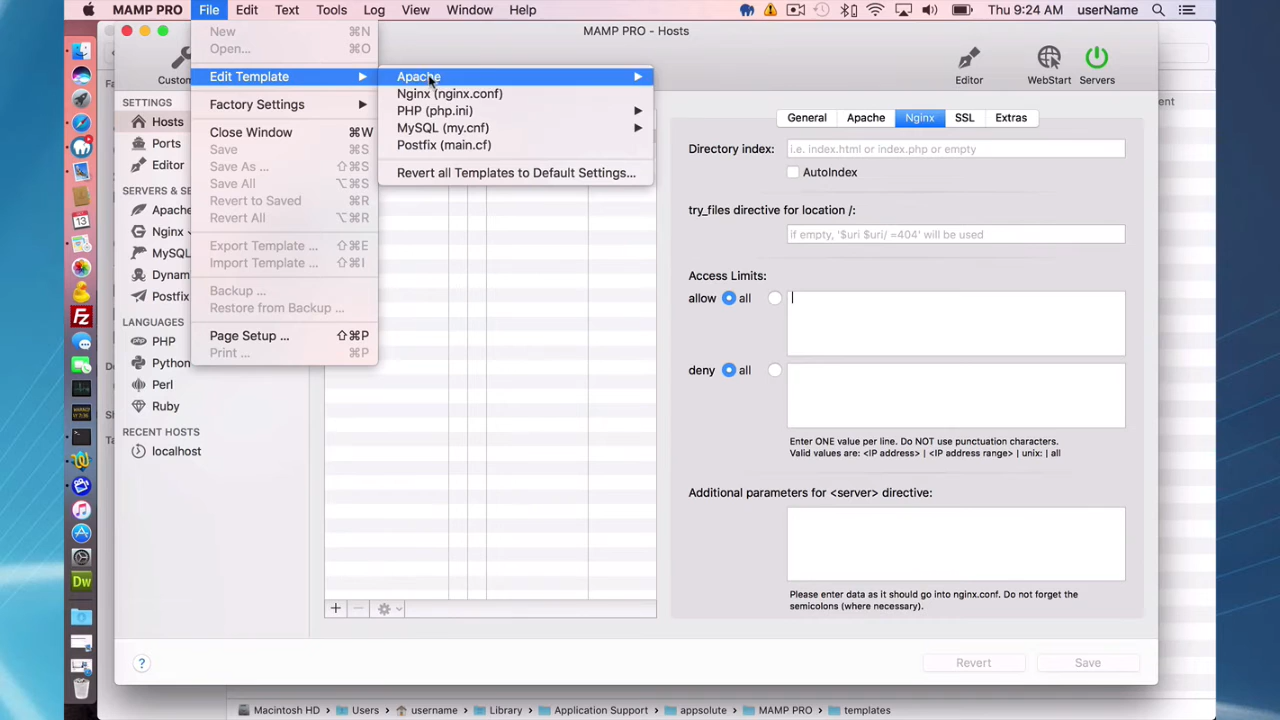 MAMP PRO File Edit Text Tools Log View Window Help Thu 9:24 AM userName
MAMP PRO - Hosts
New ⌘N
Open... ⌘O
Edit Template
Factory Settings
Close Window ⌘W
Save ⌘S
Save As ... ⇧⌘S
Save All ⌥⌘S
Revert to Saved ⌘R
Revert All ⌥⌘R
Export Template ... ⇧⌘E
Import Template ... ⇧⌘I
Backup ...
Restore from Backup ...
Page Setup ... ⇧⌘P
Print ... ⌘P
Apache
Nginx (nginx.conf)
PHP (php.ini)
MySQL (my.cnf)
Postfix (main.cf)
Revert all Templates to Default Settings...
Editor WebStart Servers
SETTINGS
Hosts
Ports
Editor
Apache
Nginx
MySQL
Postfix
LANGUAGES
PHP
Python
Perl
Ruby
RECENT HOSTS
localhost
General Apache Nginx SSL Extras
Directory index: i.e. index.html or index.php or empty
AutoIndex
try_files directive for location /:
if empty, '$uri $uri/ =404' will be used
Access Limits:
allow all
deny all
Enter ONE value per line. Do NOT use punctuation characters.
Valid values are: <IP address> | <IP address range> | unix: | all
Additional parameters for <server> directive:
Please enter data as it should go into nginx.conf. Do not forget the
semicolons (where necessary).
? Revert Save
Macintosh HD Users username Library Application Support appsolute MAMP PRO templates
13
Fz
Dw